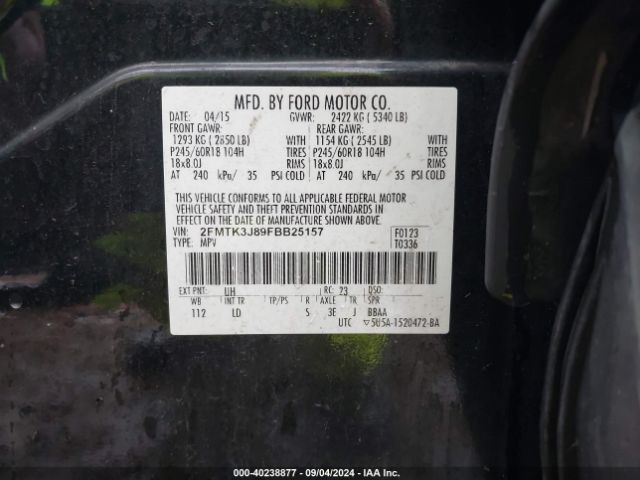 MFD. BY FORD MOTOR CO.
DATE: 04/15 GVWR: 2422 KG ( 5340 LB)
FRONT GAWR: REAR GAWR:
1293 KG ( 2850 LB) WITH 1154 KG ( 2545 LB) WITH
P245/60R18 104H TIRES P245/60R18 104H TIRES
18x8.0J RIMS 18x8.0J RIMS
AT 240 kPa/ 35 PSI COLD AT 240 kPa/ 35 PSI COLD
THIS VEHICLE CONFORMS TO ALL APPLICABLE FEDERAL MOTOR
VEHICLE SAFETY AND THEFT PREVENTION STANDARDS IN
EFFECT ON THE DATE OF MANUFACTURE SHOWN ABOVE.
VIN: 2FMTK3J89FBB25157 F0123
TYPE: MPV T0336
EXT PNT: UH RC: 73 DSO:
WB INT TR TP/PS R AXLE TR SPR
112 LD S 3E J BBAA
UTC ▽5U5A-1520472-BA
000-40238877 - 09/04/2024 - IAA Inc.